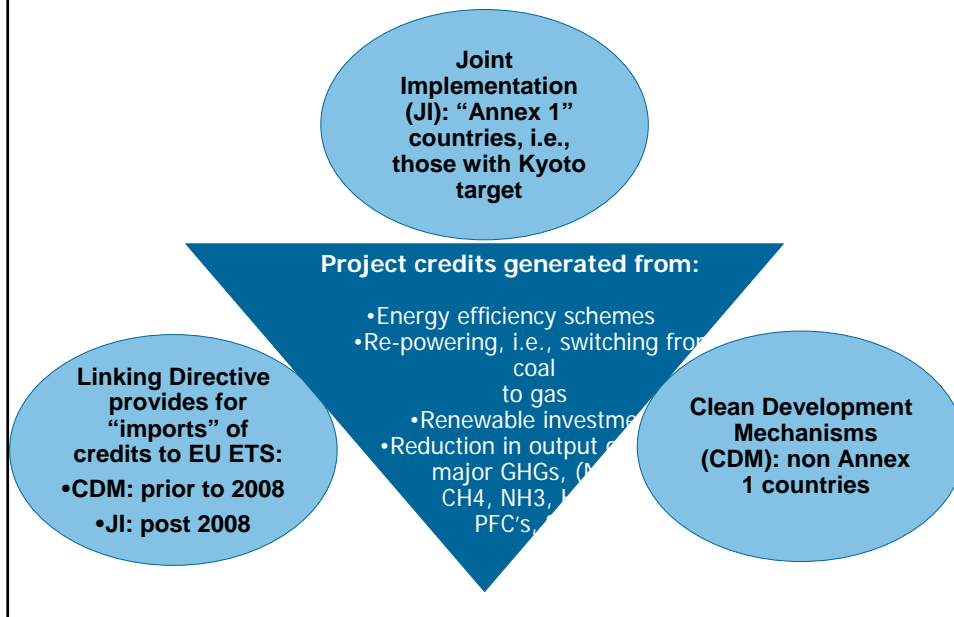 Joint
Implementation
(JI): “Annex 1”
countries, i.e.,
those with Kyoto
target
Project credits generated from:
•Energy efficiency schemes
•Re-powering, i.e., switching from
coal
to gas
•Renewable
•Reduction in output
major GHGs,
CH4, NH3,
PFC's,
Linking Directive
provides for
“imports” of
credits to EU ETS:
•CDM: prior to 2008
•JI: post 2008
Clean Development
Mechanisms
(CDM): non Annex
1 countries